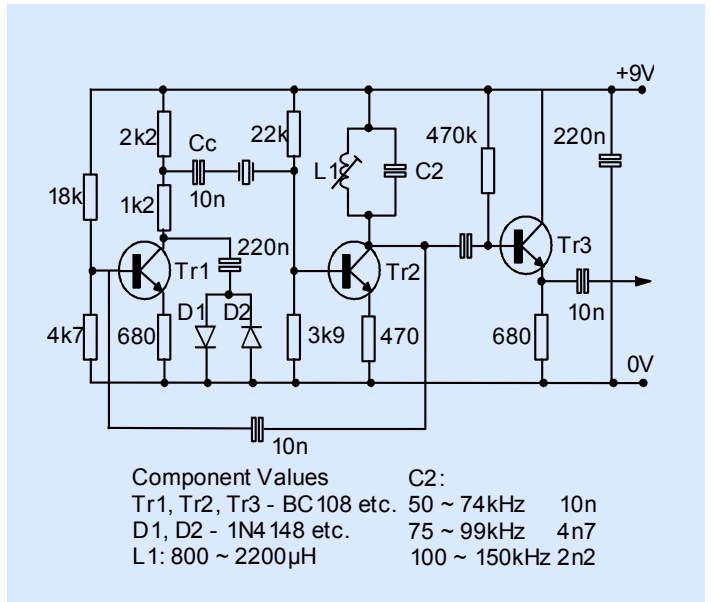 +9V
2k2 Cc 22k 470k 220n
L1 C2
18k 10n
1k2
220n Tr3
Tr1 Tr2
D1 D2 10n
4k7 680 3k9 470 680
0V
10n
Component Values C2:
Tr1, Tr2, Tr3 - BC108 etc. 50 ~ 74kHz 10n
D1, D2 - 1N4148 etc. 75 ~ 99kHz 4n7
L1: 800 ~ 2200µH 100 ~ 150kHz 2n2